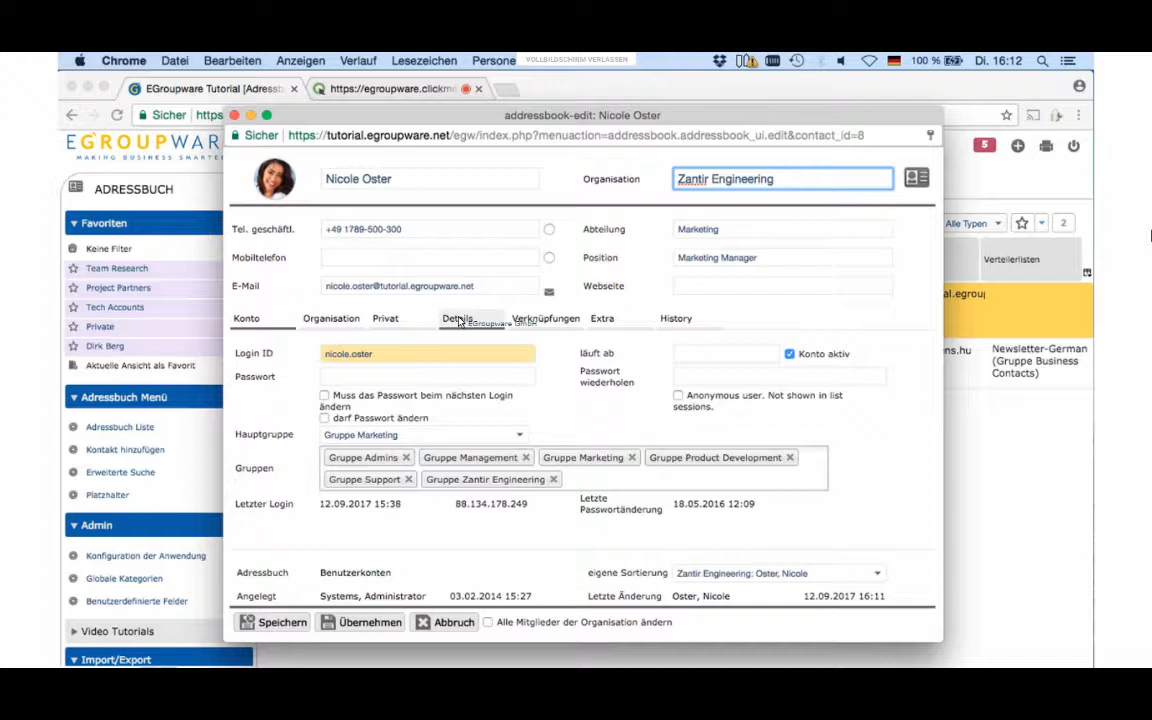 Chrome Datei Bearbeiten Anzeigen Verlauf Lesezeichen Persone VOLLBILDSCHIRM VERLASSEN 100 % Di. 16:12
EGroupware Tutorial [Adressb × https://egroupware.clickme ×
addressbook-edit: Nicole Oster
Sicher https
Sicher https://tutorial.egroupware.net/egw/index.php?menuaction=addressbook.addressbook_ui.edit&contact_id=8
EGROUPWARE
MAKING BUSINESS SMARTE
5
ADRESSBUCH
Nicole Oster Organisation Zantir Engineering
Favoriten
Keine Filter
Team Research
Project Partners
Tech Accounts
Private
Dirk Berg
Aktuelle Ansicht als Favorit
Adressbuch Menü
Adressbuch Liste
Kontakt hinzufügen
Erweiterte Suche
Platzhalter
Admin
Konfiguration der Anwendung
Globale Kategorien
Benutzerdefinierte Felder
Video Tutorials
Import/Export
Tel. geschäftl. +49 1789-500-300 Abteilung Marketing
Mobiltelefon Position Marketing Manager
E-Mail nicole.oster@tutorial.egroupware.net Webseite
Konto Organisation Privat Details Verknüpfungen Extra History
EGroupware GmbH
Login ID nicole.oster läuft ab Konto aktiv
Passwort Passwort
wiederholen
Muss das Passwort beim nächsten Login
ändern
Anonymous user. Not shown in list
sessions.
darf Passwort ändern
Hauptgruppe Gruppe Marketing
Gruppen
Gruppe Admins × Gruppe Management × Gruppe Marketing × Gruppe Product Development ×
Gruppe Support × Gruppe Zantir Engineering ×
Letzter Login 12.09.2017 15:38 88.134.178.249 Letzte
Passwortänderung 18.05.2016 12:09
Adressbuch Benutzerkonten eigene Sortierung Zantir Engineering: Oster, Nicole
Angelegt Systems, Administrator 03.02.2014 15:27 Letzte Änderung Oster, Nicole 12.09.2017 16:11
Speichern Übernehmen Abbruch Alle Mitglieder der Organisation ändern
Alle Typen 2
Verteilerlisten
al.egrou
ns.hu
Newsletter-German
(Gruppe Business
Contacts)